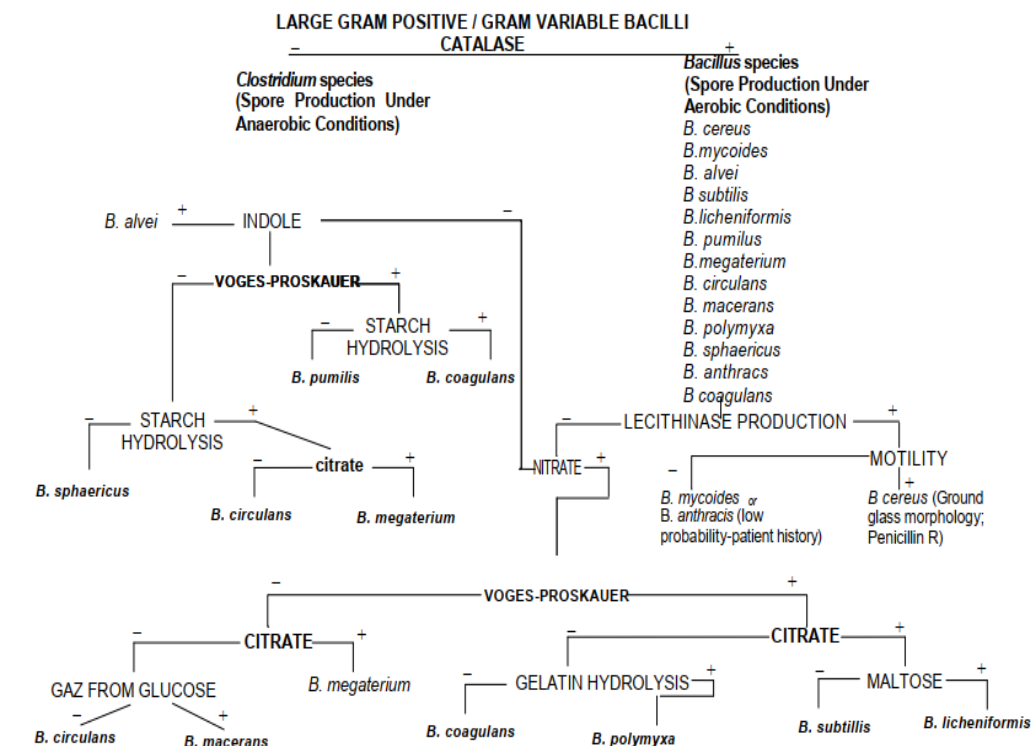 LARGE GRAM POSITIVE / GRAM VARIABLE BACILLI
CATALASE
–
+
Clostridium species
(Spore Production Under
Anaerobic Conditions)
Bacillus species
(Spore Production Under
Aerobic Conditions)
B. cereus
B.mycoides
B. alvei
B subtilis
B.licheniformis
B. pumilus
B.megaterium
B. circulans
B. macerans
B. polymyxa
B. sphaericus
B. anthracs
B coagulans
B. alvei
+
INDOLE
–
–
VOGES-PROSKAUER
+
–
STARCH
HYDROLYSIS
+
B. pumilis
B. coagulans
–
STARCH
HYDROLYSIS
+
–
LECITHINASE PRODUCTION
+
B. sphaericus
–
citrate
+
B. circulans
B. megaterium
NITRATE
+
–
MOTILITY
+
B. mycoides or
B. anthracis (low
probability-patient history)
B cereus (Ground
glass morphology;
Penicillin R)
–
VOGES-PROSKAUER
+
–
CITRATE
+
–
CITRATE
+
GAZ FROM GLUCOSE
B. megaterium
–
GELATIN HYDROLYSIS
+
–
MALTOSE
+
–
+
B. circulans
B. macerans
B. coagulans
B. polymyxa
B. subtillis
B. licheniformis